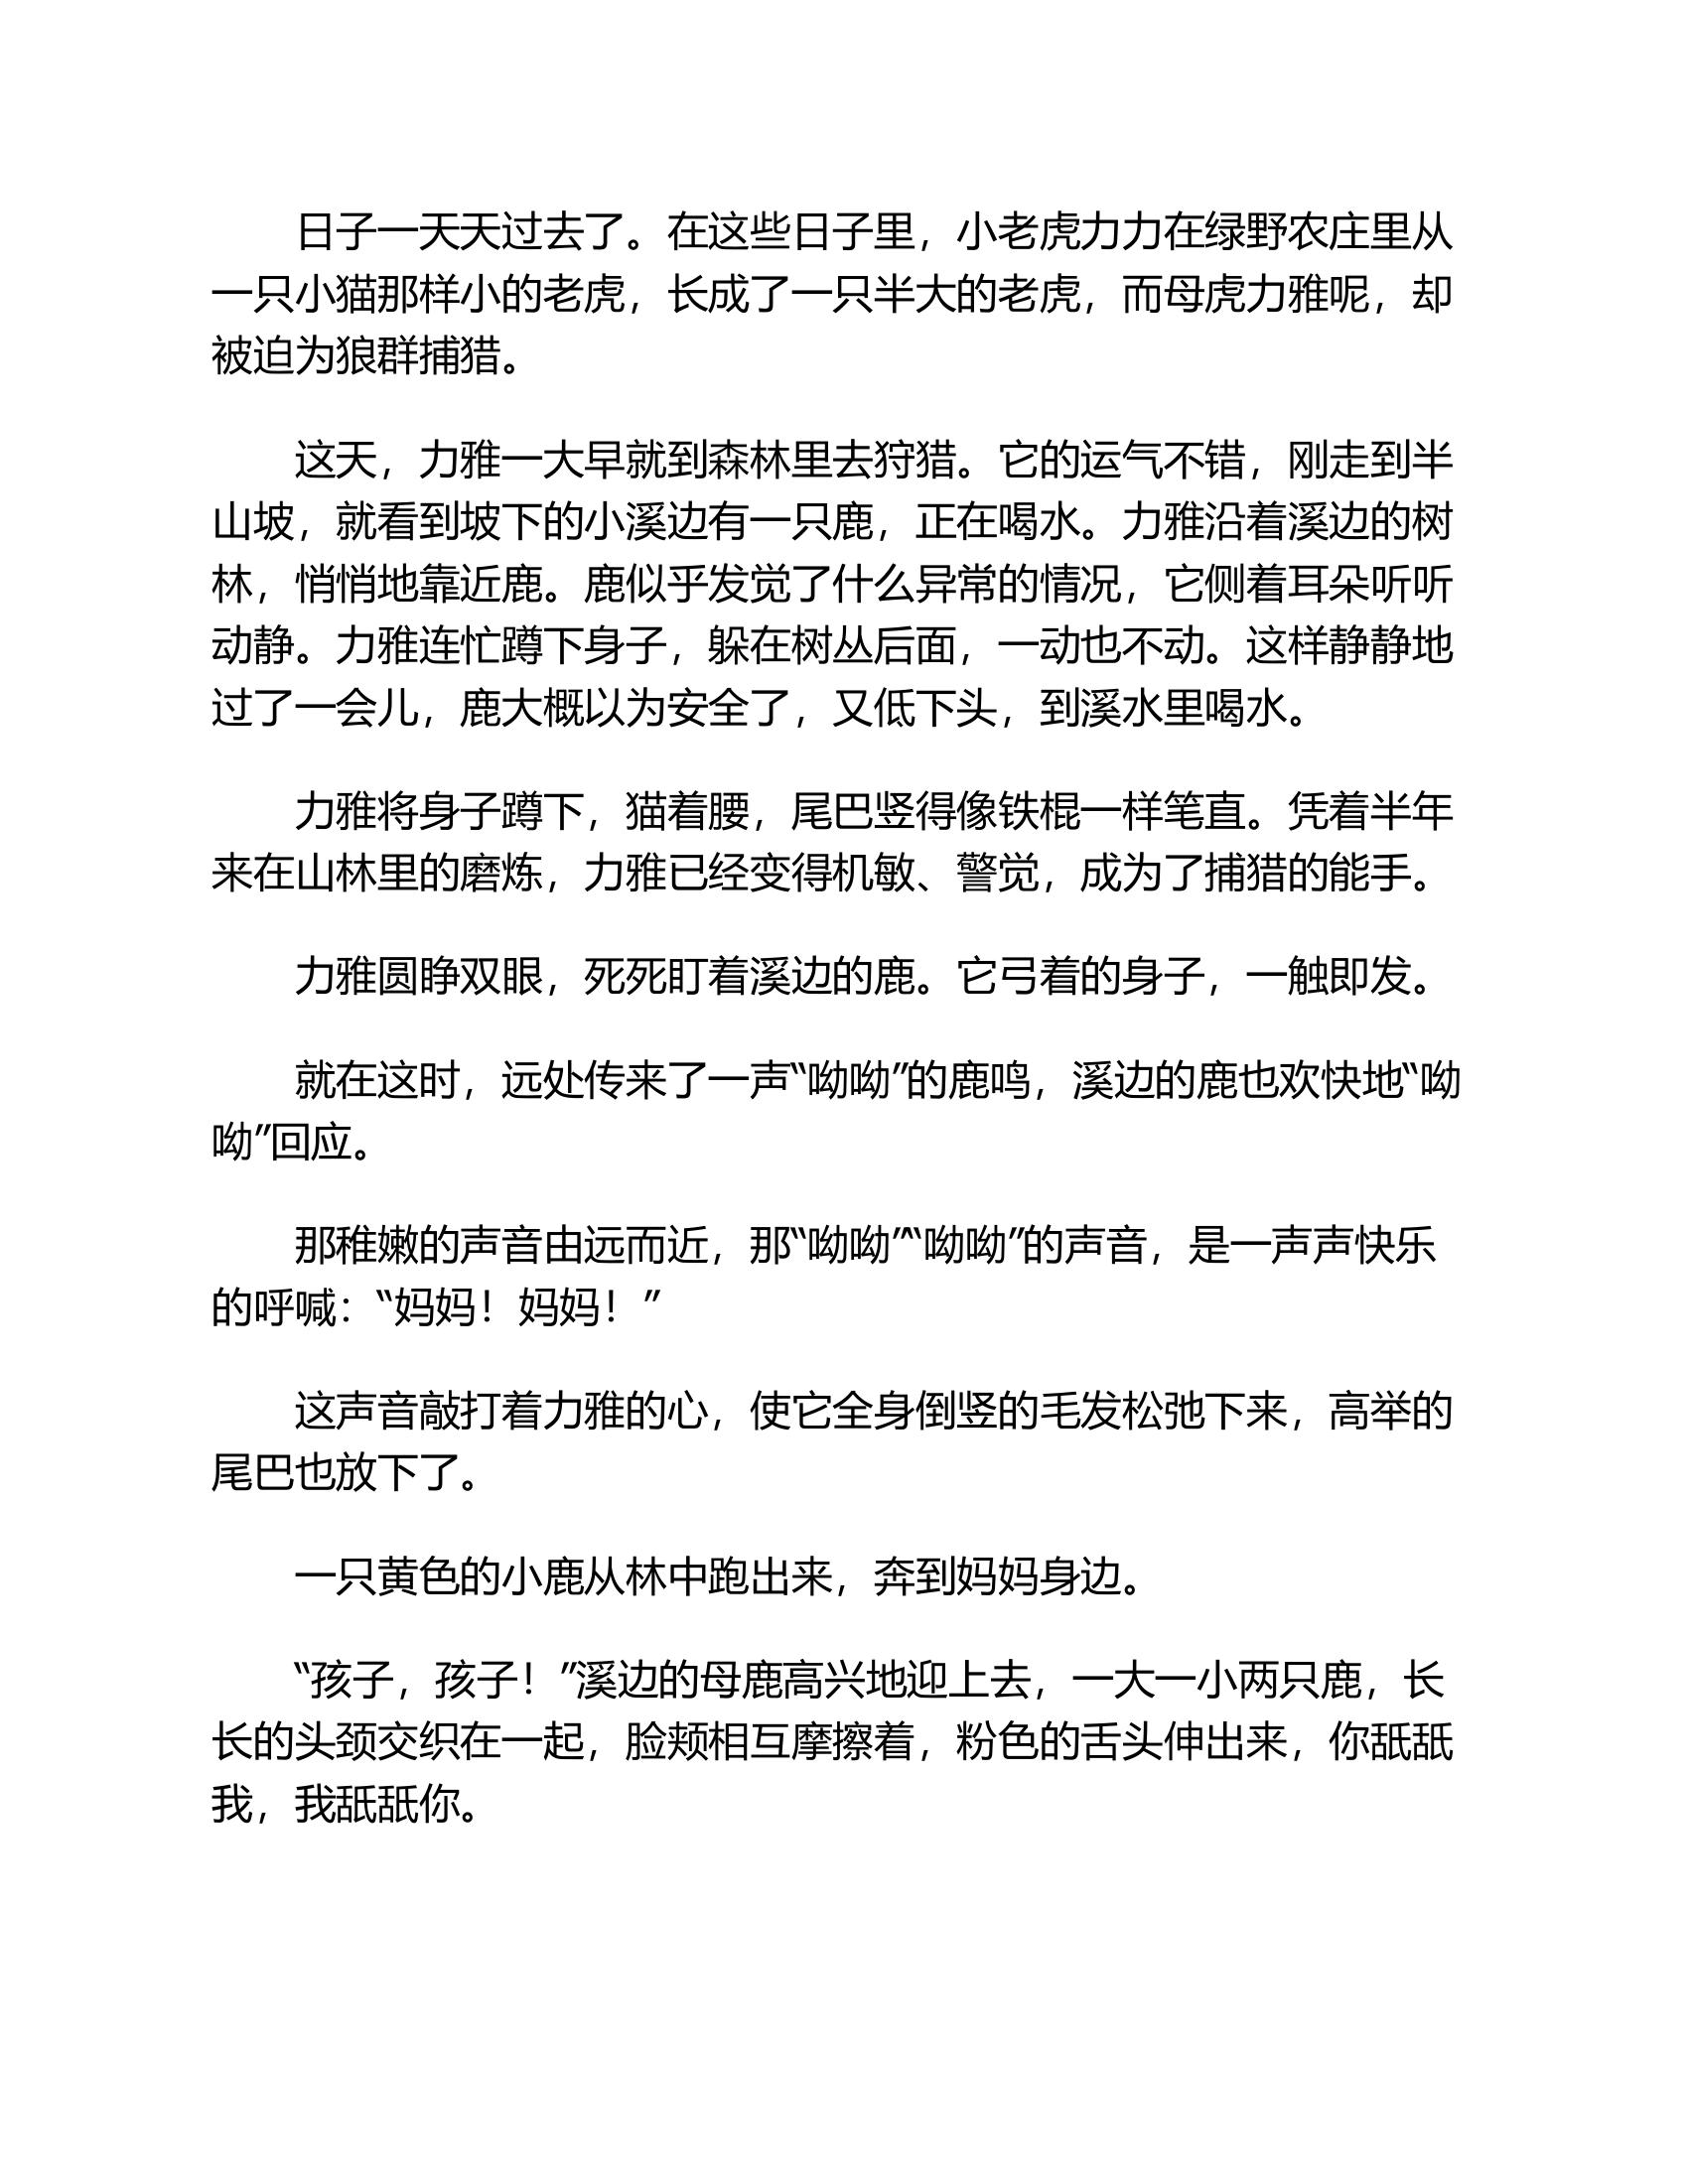 日子一天天过去了。在这些日子里，小老虎力力在绿野农庄里从
一只小猫那样小的老虎，长成了一只半大的老虎，而母虎力雅呢，却
被迫为狼群捕猎。
这天，力雅一大早就到森林里去狩猎。它的运气不错，刚走到半
山坡，就看到坡下的小溪边有一只鹿，正在喝水。力雅沿着溪边的树
林，悄悄地靠近鹿。鹿似乎发觉了什么异常的情况，它侧着耳朵听听
动静。力雅连忙蹲下身子，躲在树丛后面，一动也不动。这样静静地
过了一会儿，鹿大概以为安全了，又低下头，到溪水里喝水。
力雅将身子蹲下，猫着腰，尾巴竖得像铁棍一样笔直。凭着半年
来在山林里的磨炼，力雅已经变得机敏、警觉，成为了捕猎的能手。
力雅圆睁双眼，死死盯着溪边的鹿。它弓着的身子，一触即发。
就在这时，远处传来了一声“呦呦”的鹿鸣，溪边的鹿也欢快地“呦
呦”回应。
那稚嫩的声音由远而近，那“呦呦”“呦呦”的声音，是一声声快乐
的呼喊：“妈妈！妈妈！”
这声音敲打着力雅的心，使它全身倒竖的毛发松弛下来，高举的
尾巴也放下了。
一只黄色的小鹿从林中跑出来，奔到妈妈身边。
“孩子，孩子！”溪边的母鹿高兴地迎上去，一大一小两只鹿，长
长的头颈交织在一起，脸颊相互摩擦着，粉色的舌头伸出来，你舐舐
我，我舐舐你。